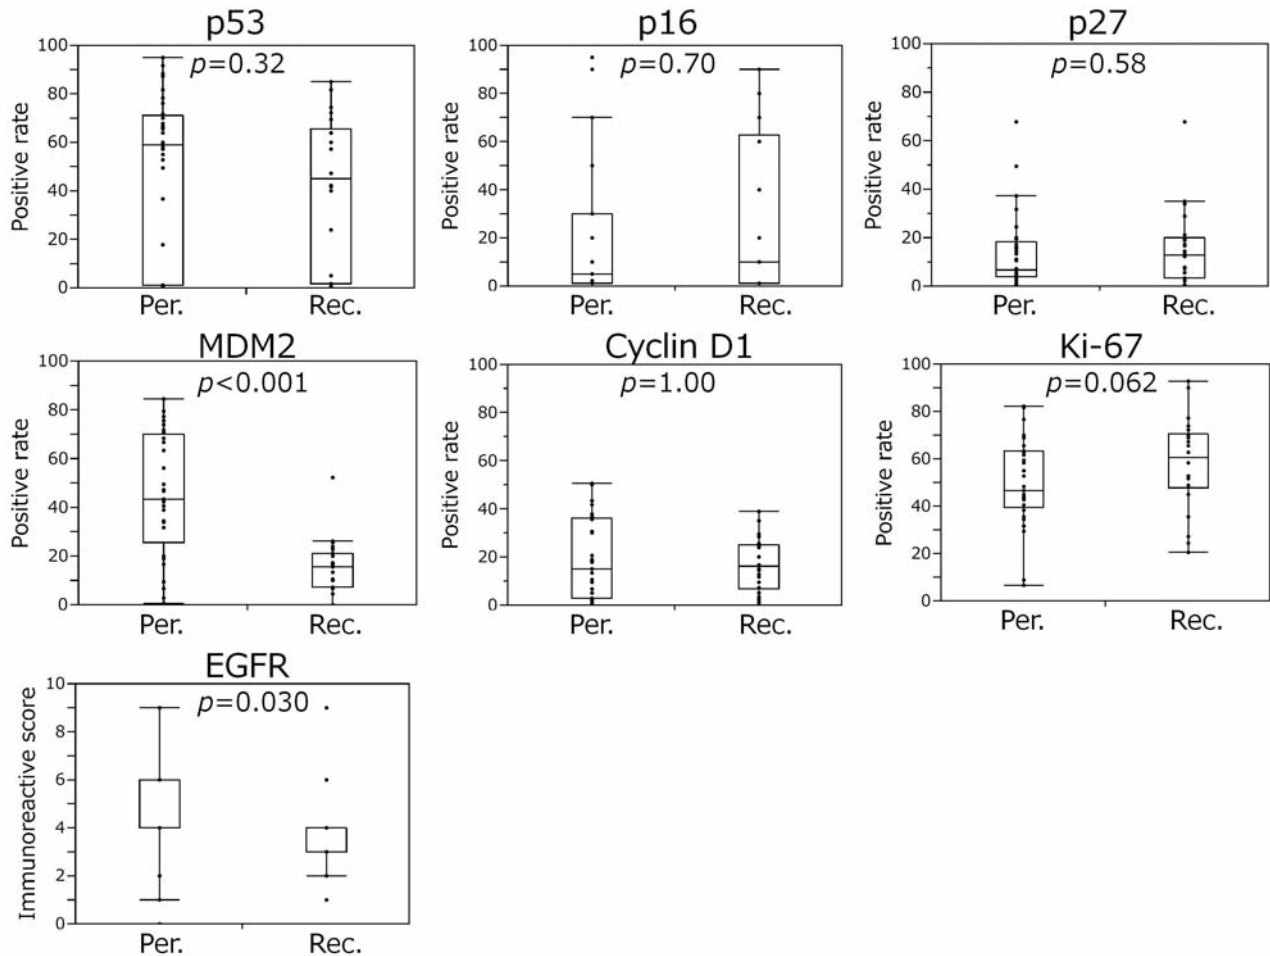 p53
p=0.32
Positive rate
100
80
60
40
20
0
Per.
Rec.
p16
p=0.70
Positive rate
100
80
60
40
20
0
Per.
Rec.
p27
p=0.58
Positive rate
100
80
60
40
20
0
Per.
Rec.
MDM2
p<0.001
Positive rate
100
80
60
40
20
0
Per.
Rec.
Cyclin D1
p=1.00
Positive rate
100
80
60
40
20
0
Per.
Rec.
Ki-67
p=0.062
Positive rate
100
80
60
40
20
0
Per.
Rec.
EGFR
p=0.030
Immunoreactive score
10
8
6
4
2
0
Per.
Rec.